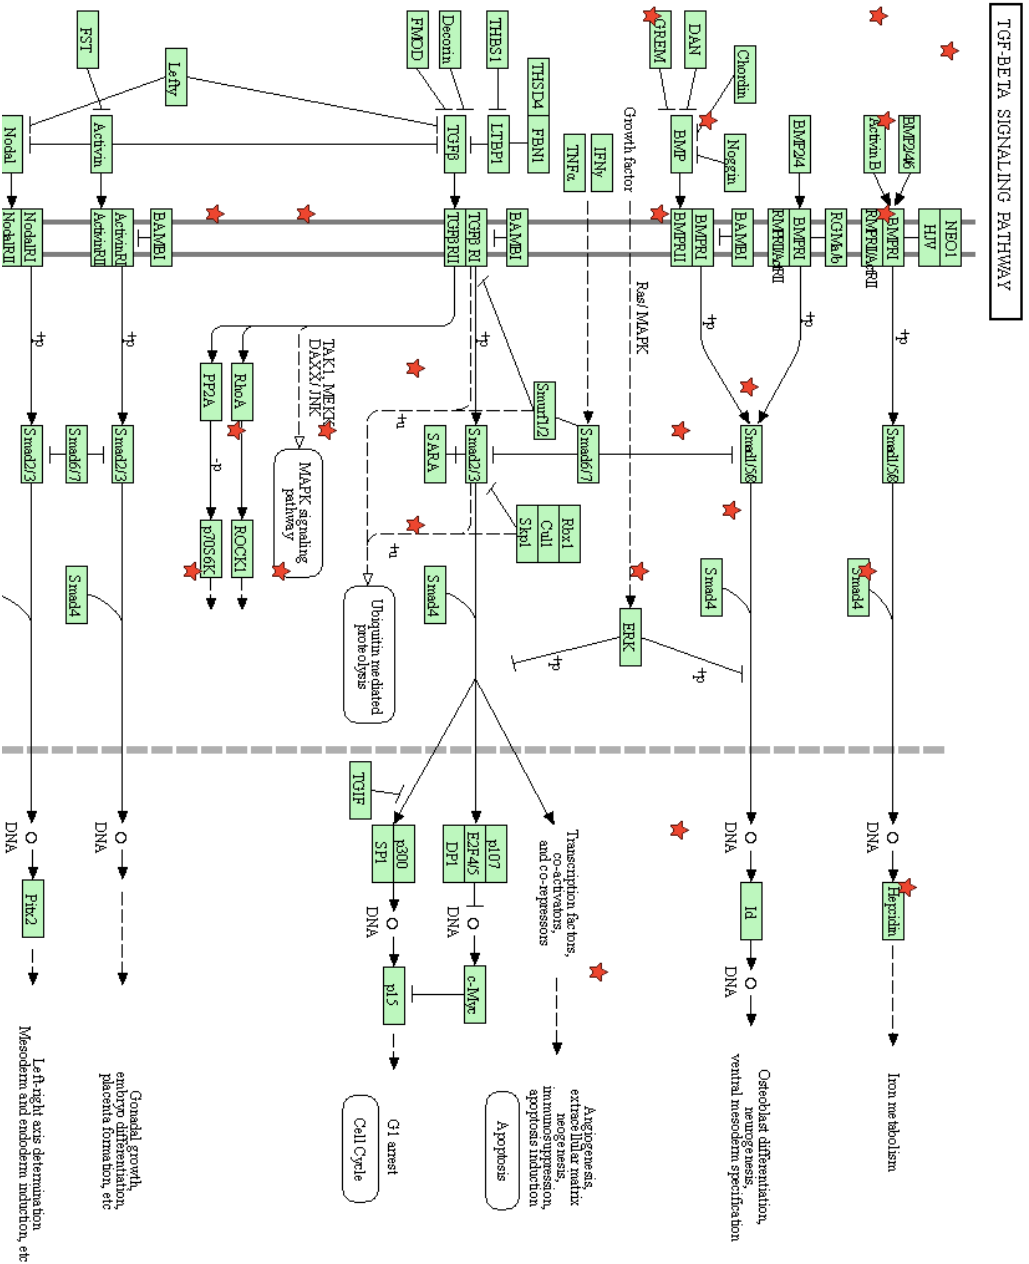 TGF-BETA SIGNALING PATHWAY
NEO1
HJV
BMP2/4/6
Activin B
BMPRI
RMPRII/ActRII
+p
Smad1/5/8
Smad4
DNA
Hepcidin
Iron metabolism
BMP2/4
RGMa/b
BMPRI
RMPRII/ActRII
+p
Chordin
Noggin
DAN
GREM
BMP
BAMBI
BMPRI
BMPRII
+p
Smad1/5/8
Smad4
DNA
Id
DNA
Osteoblast differentiation,
neurogenesis,
ventral mesoderm specification
Growth factor
Ras/MAPK
ERK
+p
+p
IFNγ
TNFα
Smad6/7
Rbx1
Cul1
Skp1
Smurf1/2
THSD4
FBN1
THBS1
LTBP1
Decorin
FMOD
TGFβ
BAMBI
TGFβ RI
TGFβ RII
+p
Smad2/3
SARA
+u
+u
Smad4
Transcription factors,
co-activators,
and co-repressors
Angiogenesis,
extracellular matrix
neogenesis,
immunosuppression,
apoptosis induction
Apoptosis
p107
E2F4/5
DP1
DNA
c-Myc
TGIF
p300
SP1
DNA
p15
G1 arrest
Cell Cycle
Ubiquitin mediated
proteolysis
TAK1, MEKK
DAXX/JNK
MAPK signaling
pathway
RhoA
ROCK1
PP2A
-p
p70S6K
Lefty
FST
Activin
BAMBI
ActivinRI
ActivinRII
+p
Smad2/3
Smad6/7
Smad4
DNA
Gonadal growth,
embryo differentiation,
placenta formation, etc
Nodal
NodalRI
NodalRII
+p
Smad2/3
DNA
Pitx2
Left-right axis determination
Mesoderm and endoderm induction, etc